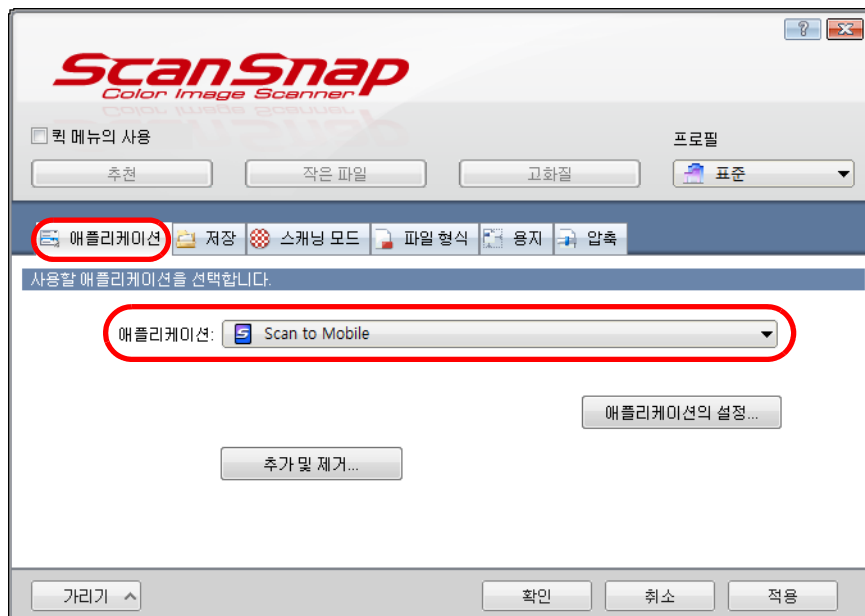 ScanSnap
Color Image Scanner
퀵 메뉴의 사용
프로필
추천
작은 파일
고화질
표준
애플리케이션
저장
스캐닝 모드
파일 형식
용지
압축
사용할 애플리케이션을 선택합니다.
애플리케이션: Scan to Mobile
애플리케이션의 설정...
추가 및 제거...
가리기
확인
취소
적용